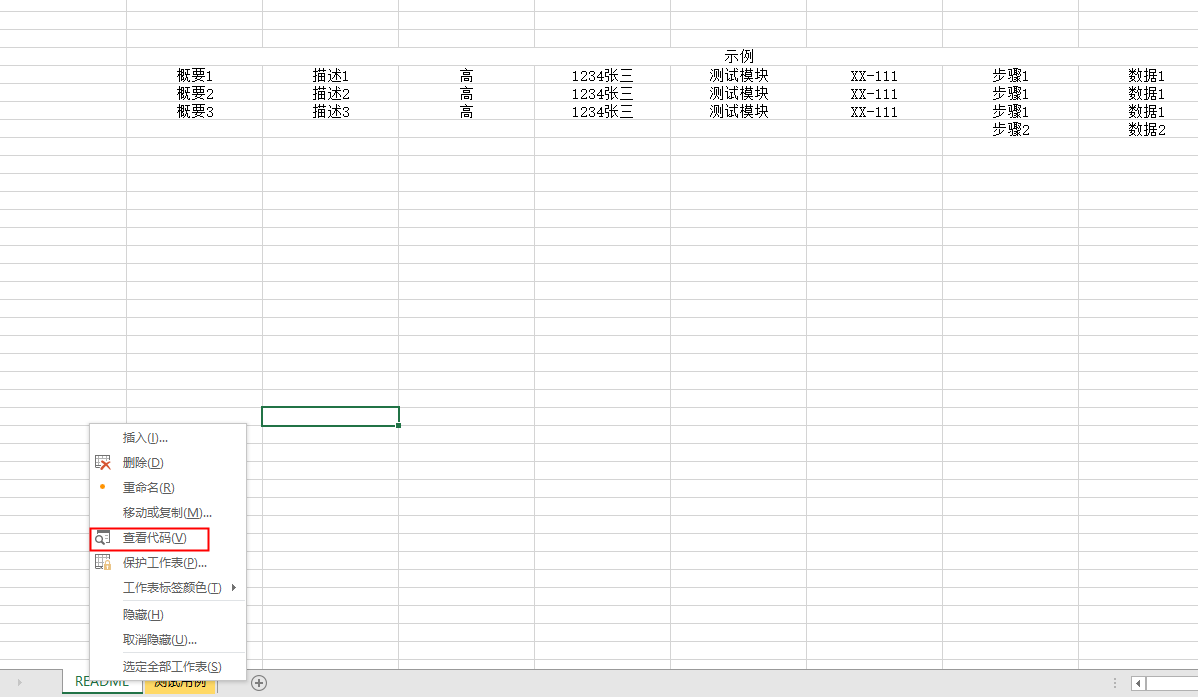 示例
概要1 描述1 高 1234张三 测试模块 XX-111 步骤1 数据1
概要2 描述2 高 1234张三 测试模块 XX-111 步骤1 数据1
概要3 描述3 高 1234张三 测试模块 XX-111 步骤1 数据1
步骤2 数据2
插入(I)...
删除(D)
重命名(R)
移动或复制(M)...
查看代码(V)
保护工作表(P)...
工作表标签颜色(T)
隐藏(H)
取消隐藏(U)...
选定全部工作表(S)
README 测试用例